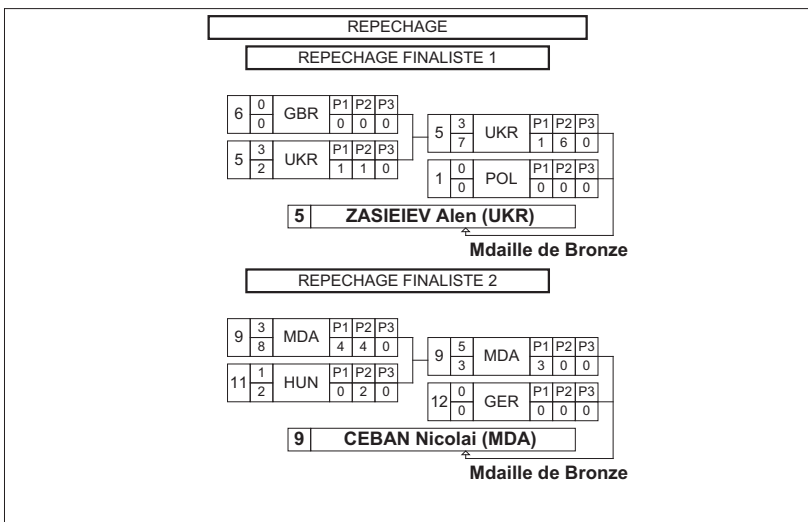 REPECHAGE
REPECHAGE FINALISTE 1
6 0 0 GBR P1 P2 P3 0 0 0
5 3 2 UKR P1 P2 P3 1 1 0
5 3 7 UKR P1 P2 P3 1 6 0
1 0 0 POL P1 P2 P3 0 0 0
5 ZASIEIEV Alen (UKR)
Mdaille de Bronze
REPECHAGE FINALISTE 2
9 3 8 MDA P1 P2 P3 4 4 0
11 1 2 HUN P1 P2 P3 0 2 0
9 5 3 MDA P1 P2 P3 3 0 0
12 0 0 GER P1 P2 P3 0 0 0
9 CEBAN Nicolai (MDA)
Mdaille de Bronze